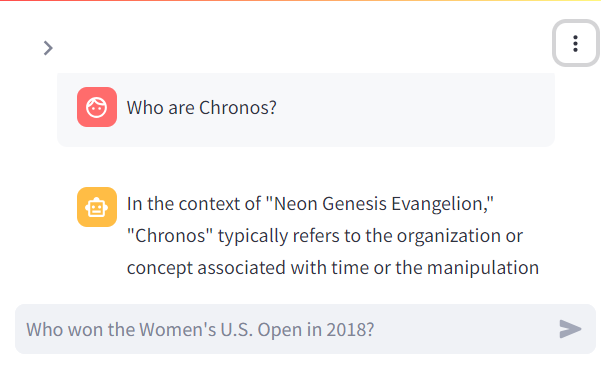 Who are Chronos?
In the context of "Neon Genesis Evangelion,"
"Chronos" typically refers to the organization or
concept associated with time or the manipulation
Who won the Women's U.S. Open in 2018?